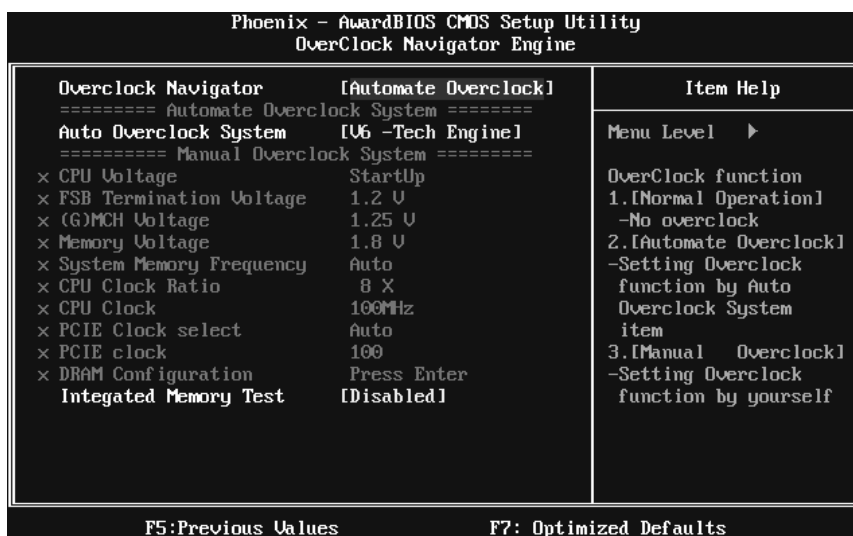 Phoenix – AwardBIOS CMOS Setup Utility
OverClock Navigator Engine
Overclock Navigator [Automate Overclock]
========= Automate Overclock System ========
Auto Overclock System [V6 -Tech Engine]
========== Manual Overclock System =========
x CPU Voltage StartUp
x FSB Termination Voltage 1.2 V
x (G)MCH Voltage 1.25 V
x Memory Voltage 1.8 V
x System Memory Frequency Auto
x CPU Clock Ratio 8 X
x CPU Clock 100MHz
x PCIE Clock select Auto
x PCIE clock 100
x DRAM Configuration Press Enter
Integated Memory Test [Disabled]
Item Help
Menu Level ▶
OverClock function
1.[Normal Operation]
-No overclock
2.[Automate Overclock]
-Setting Overclock
function by Auto
Overclock System
item
3.[Manual Overclock]
-Setting Overclock
function by yourself
F5:Previous Values F7: Optimized Defaults